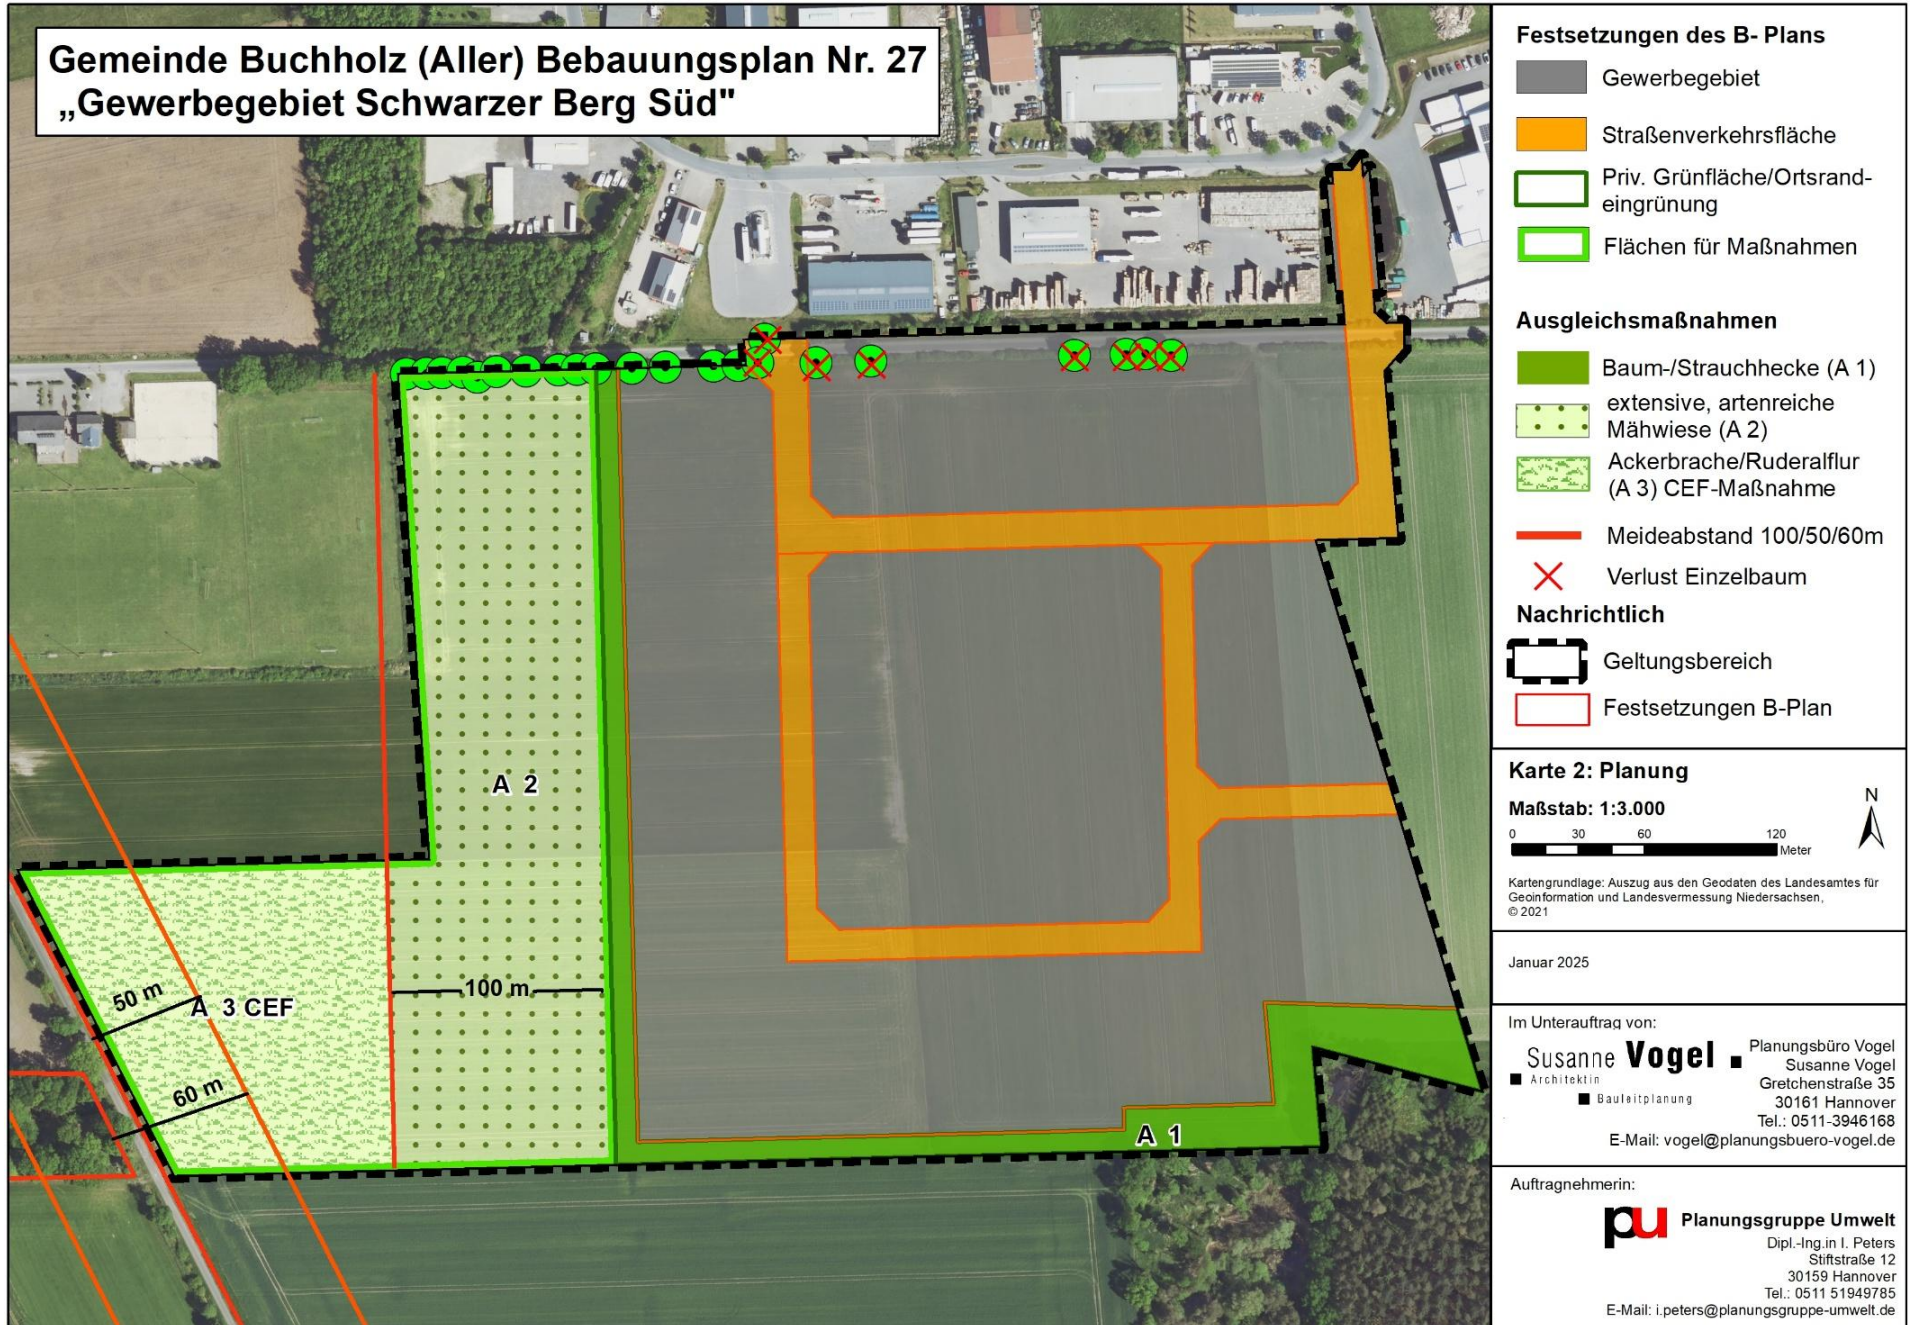 Gemeinde Buchholz (Aller) Bebauungsplan Nr. 27
„Gewerbegebiet Schwarzer Berg Süd"
A 2
100 m
50 m
A 3 CEF
60 m
A 1
Festsetzungen des B- Plans
Gewerbegebiet
Straßenverkehrsfläche
Priv. Grünfläche/Ortsrand-
eingrünung
Flächen für Maßnahmen
Ausgleichsmaßnahmen
Baum-/Strauchhecke (A 1)
extensive, artenreiche
Mähwiese (A 2)
Ackerbrache/Ruderalflur
(A 3) CEF-Maßnahme
Meideabstand 100/50/60m
Verlust Einzelbaum
Nachrichtlich
Geltungsbereich
Festsetzungen B-Plan
Karte 2: Planung
Maßstab: 1:3.000
N
0 30 60 120
Meter
Kartengrundlage: Auszug aus den Geodaten des Landesamtes für
Geoinformation und Landesvermessung Niedersachsen,
© 2021
Januar 2025
Im Unterauftrag von:
Susanne Vogel
Architektin
Bauleitplanung
Planungsbüro Vogel
Susanne Vogel
Gretchenstraße 35
30161 Hannover
Tel.: 0511-3946168
E-Mail: vogel@planungsbuero-vogel.de
Auftragnehmerin:
pu
Planungsgruppe Umwelt
Dipl.-Ing.in I. Peters
Stiftstraße 12
30159 Hannover
Tel.: 0511 51949785
E-Mail: i.peters@planungsgruppe-umwelt.de